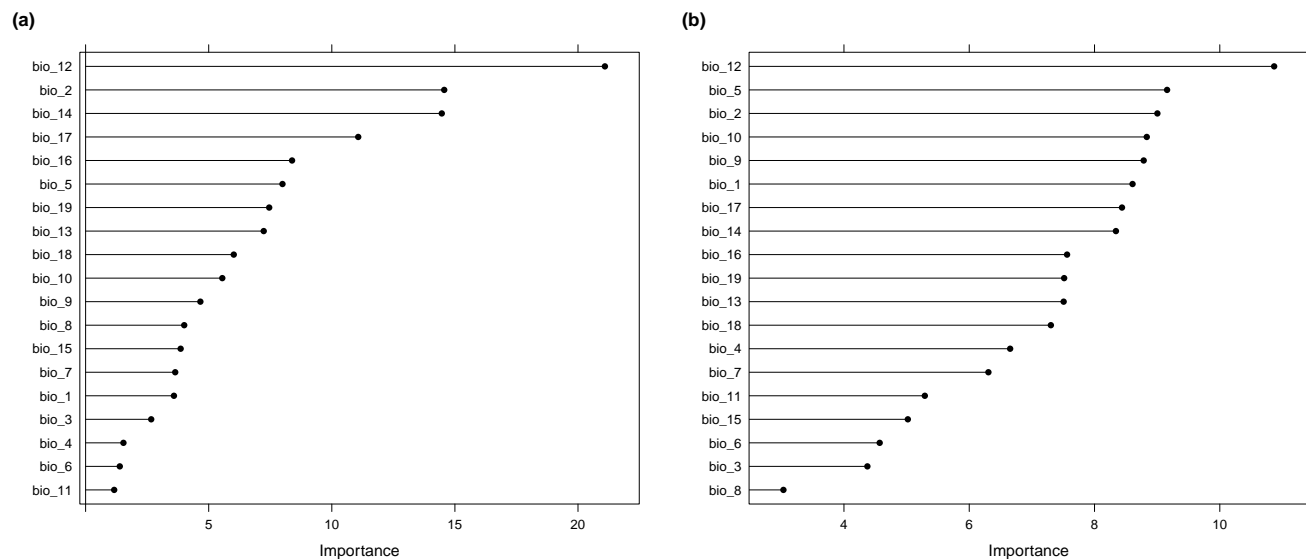 (a)
bio_12
bio_2
bio_14
bio_17
bio_16
bio_5
bio_19
bio_13
bio_18
bio_10
bio_9
bio_8
bio_15
bio_7
bio_1
bio_3
bio_4
bio_6
bio_11
5 10 15 20
Importance
(b)
bio_12
bio_5
bio_2
bio_10
bio_9
bio_1
bio_17
bio_14
bio_16
bio_19
bio_13
bio_18
bio_4
bio_7
bio_11
bio_15
bio_6
bio_3
bio_8
4 6 8 10
Importance